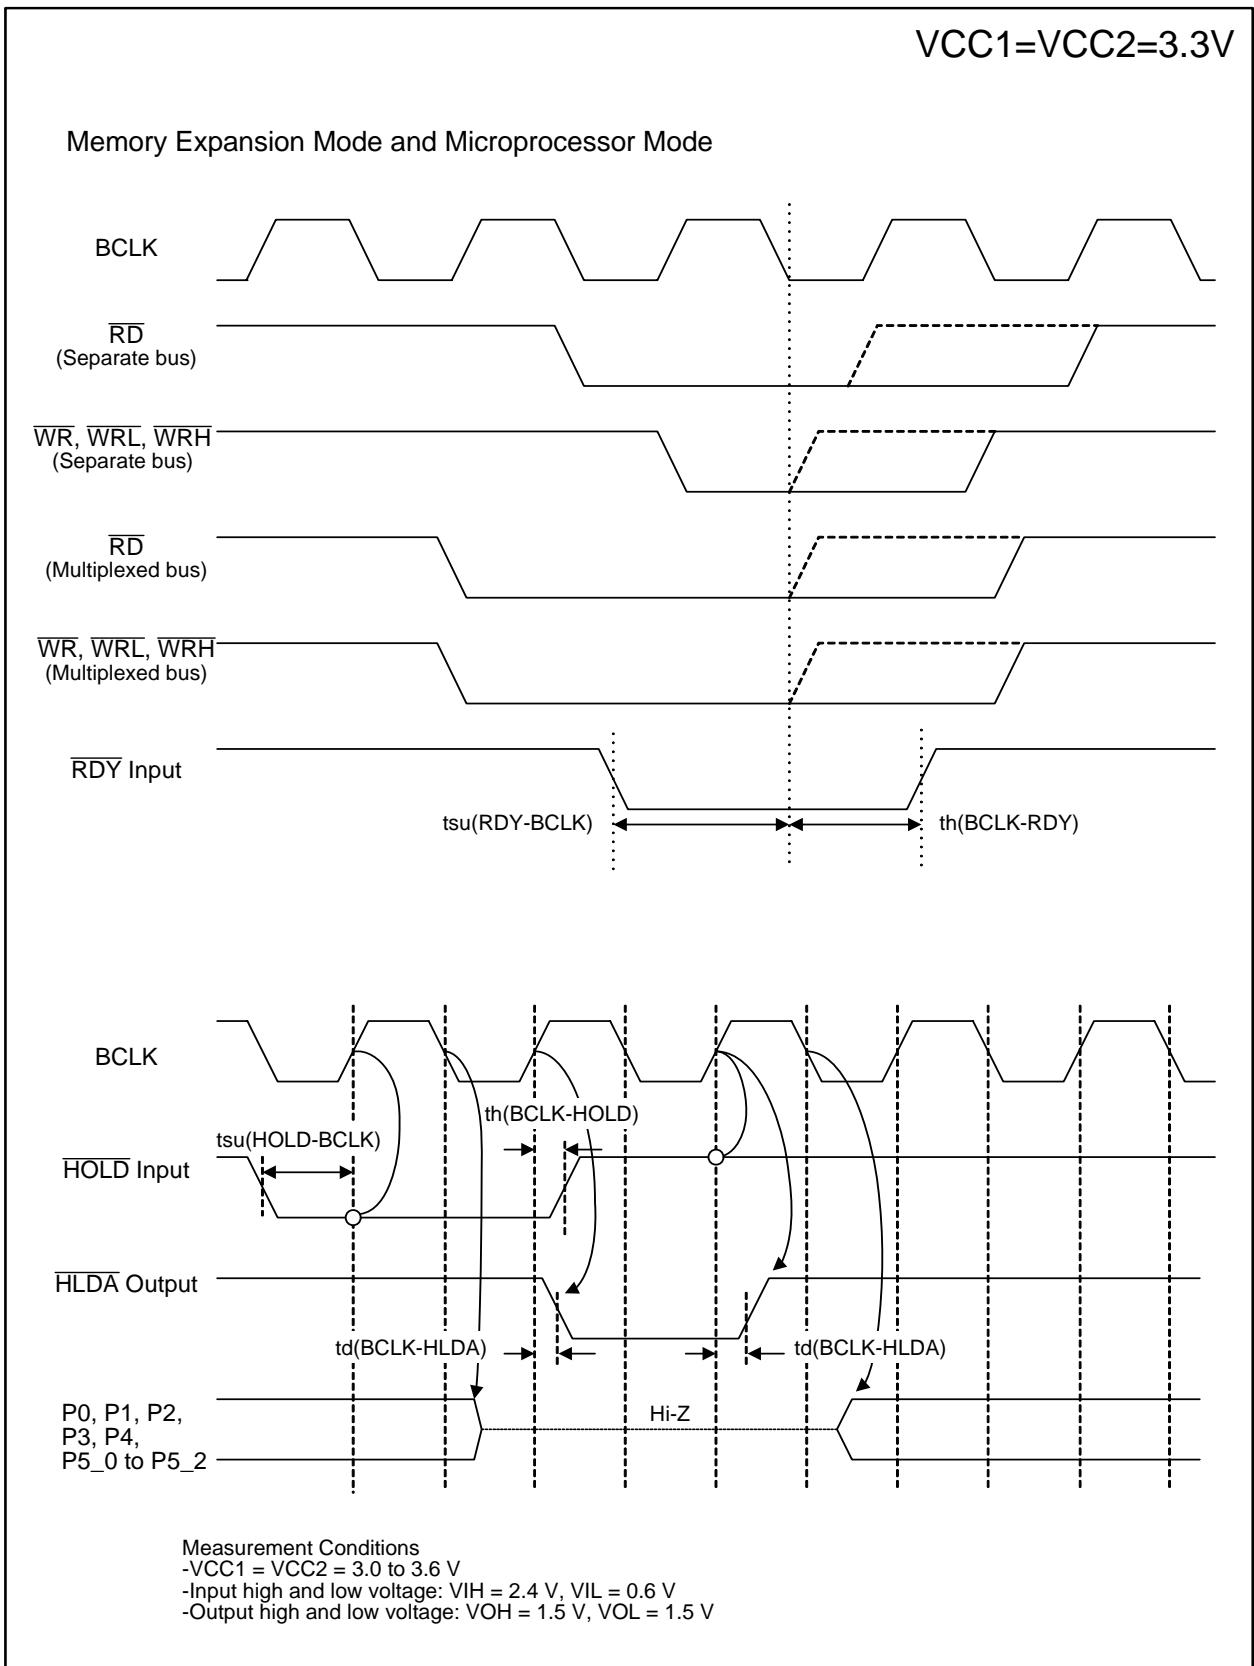 VCC1=VCC2=3.3V
Memory Expansion Mode and Microprocessor Mode
BCLK
RD
(Separate bus)
WR, WRL, WRH
(Separate bus)
RD
(Multiplexed bus)
WR, WRL, WRH
(Multiplexed bus)
RDY Input
tsu(RDY-BCLK)
th(BCLK-RDY)
BCLK
th(BCLK-HOLD)
tsu(HOLD-BCLK)
HOLD Input
HLDA Output
td(BCLK-HLDA)
td(BCLK-HLDA)
P0, P1, P2,
P3, P4,
P5_0 to P5_2
Hi-Z
Measurement Conditions
-VCC1 = VCC2 = 3.0 to 3.6 V
-Input high and low voltage: VIH = 2.4 V, VIL = 0.6 V
-Output high and low voltage: VOH = 1.5 V, VOL = 1.5 V